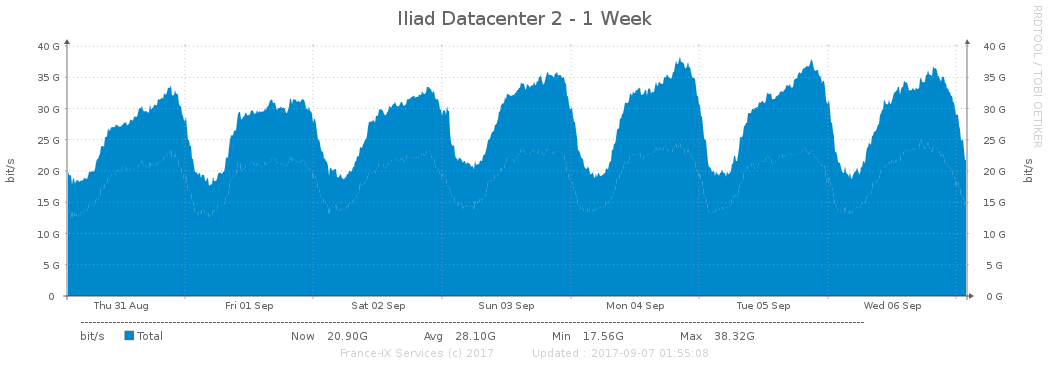 Iliad Datacenter 2 - 1 Week
RRDTOOL / TOBI OETIKER
40 G 40 G
35 G 35 G
30 G 30 G
25 G 25 G
20 G 20 G
15 G 15 G
10 G 10 G
5 G 5 G
0 0 G
bit/s bit/s
Thu 31 Aug Fri 01 Sep Sat 02 Sep Sun 03 Sep Mon 04 Sep Tue 05 Sep Wed 06 Sep
bit/s Total Now 20.90G Avg 28.10G Min 17.56G Max 38.32G
France-IX Services (c) 2017 Updated : 2017-09-07 01:55:08